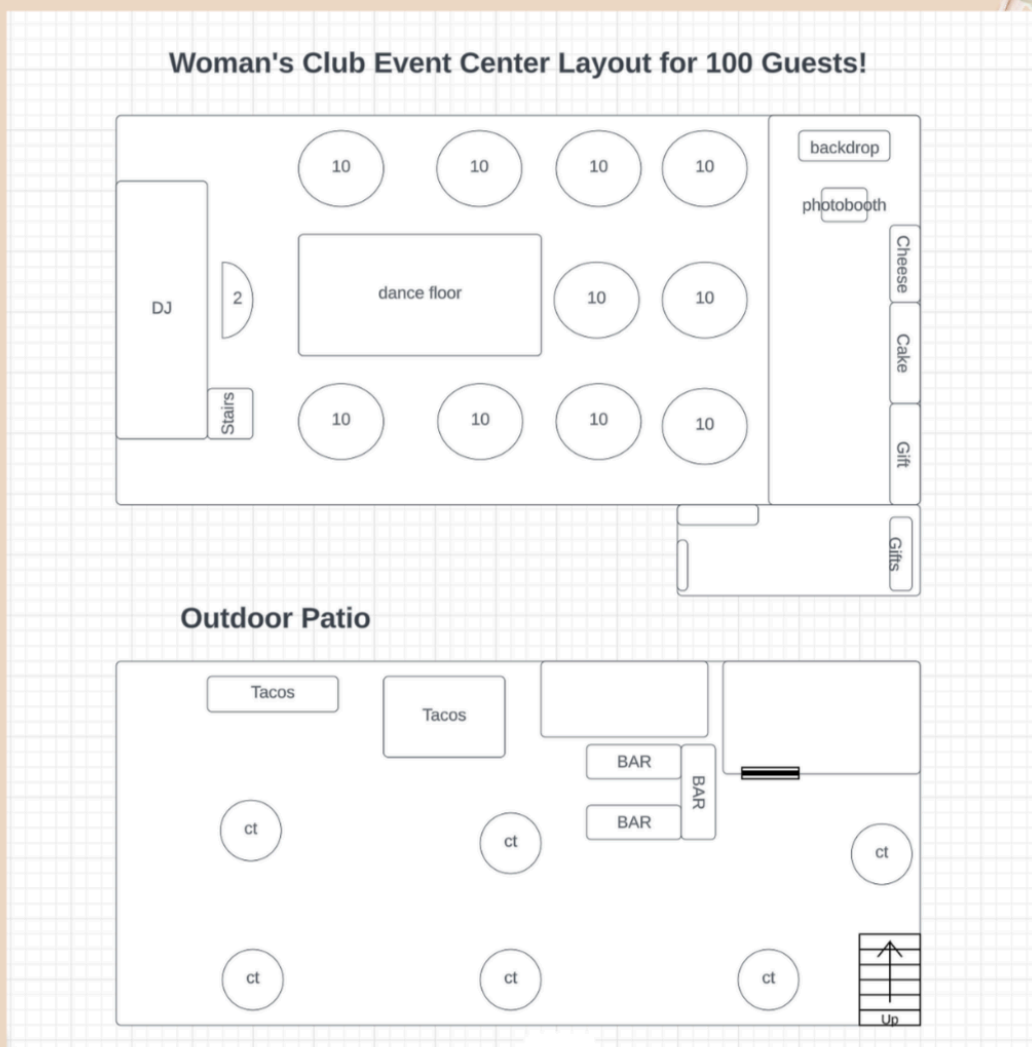 Woman's Club Event Center Layout for 100 Guests!
10
10
10
10
backdrop
photobooth
DJ
2
dance floor
10
10
Cheese
Cake
Stairs
10
10
10
10
Gift
Gifts
Outdoor Patio
Tacos
Tacos
BAR
BAR
BAR
ct
ct
ct
ct
ct
ct
Up